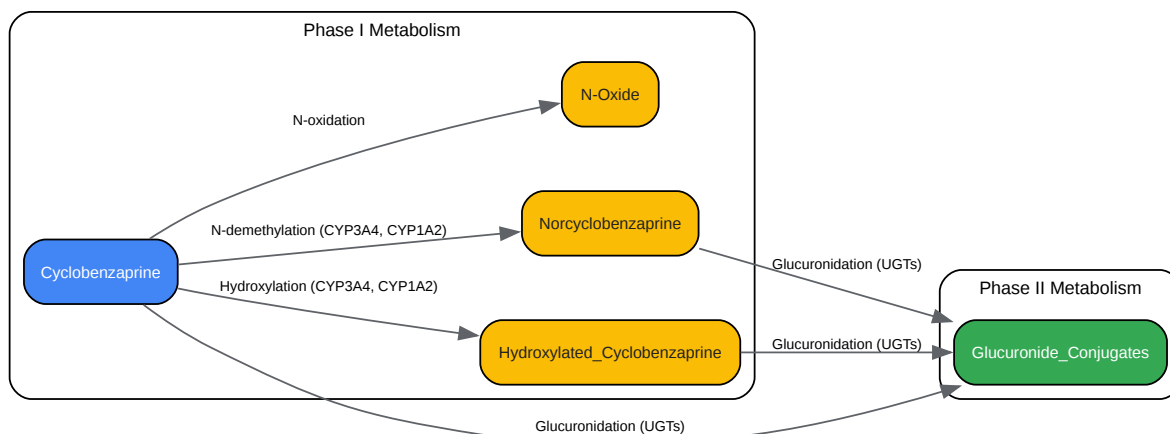 Phase I Metabolism
N-Oxide
N-oxidation
Norcyclobenzaprine
N-demethylation (CYP3A4, CYP1A2)
Cyclobenzaprine
Glucuronidation (UGTs)
Hydroxylation (CYP3A4, CYP1A2)
Phase II Metabolism
Hydroxylated_Cyclobenzaprine
Glucuronidation (UGTs)
Glucuronide_Conjugates
Glucuronidation (UGTs)